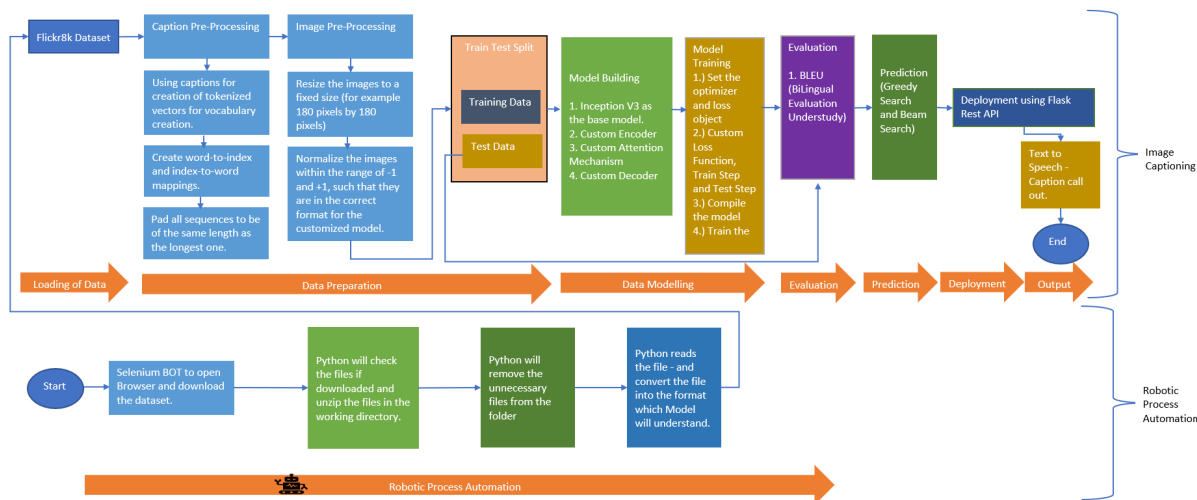 Flickr8k Dataset
Caption Pre-Processing
Using captions for
creation of tokenized
vectors for vocabulary
creation.
Create word-to-index
and index-to-word
mappings.
Pad all sequences to be
of the same length as
the longest one.
Image Pre-Processing
Resize the images to a
fixed size (for example
180 pixels by 180
pixels)
Normalize the images
within the range of -1
and +1, such that they
are in the correct
format for the
customized model.
Train Test Split
Training Data
Test Data
Model Building
1. Inception V3 as
the base model.
2. Custom Encoder
3. Custom Attention
Mechanism
4. Custom Decoder
Model
Training
1.) Set the
optimizer
and loss
object
2.) Custom
Loss
Function,
Train Step
and Test Step
3.) Compile
the model
4.) Train the
Evaluation
1. BLEU
(BiLingual
Evaluation
Understudy)
Prediction
(Greedy
Search
and Beam
Search)
Deployment using Flask
Rest API
Text to
Speech -
Caption call
out.
End
Image
Captioning
Loading of Data
Data Preparation
Data Modelling
Evaluation
Prediction
Deployment
Output
Start
Selenium BOT to open
Browser and download
the dataset.
Python will check
the files if
downloaded and
unzip the files in the
working directory.
Python will
remove the
unnecessary
files from the
folder
Python reads
the file - and
convert the file
into the format
which Model
will understand.
Robotic
Process
Automation
Robotic Process Automation